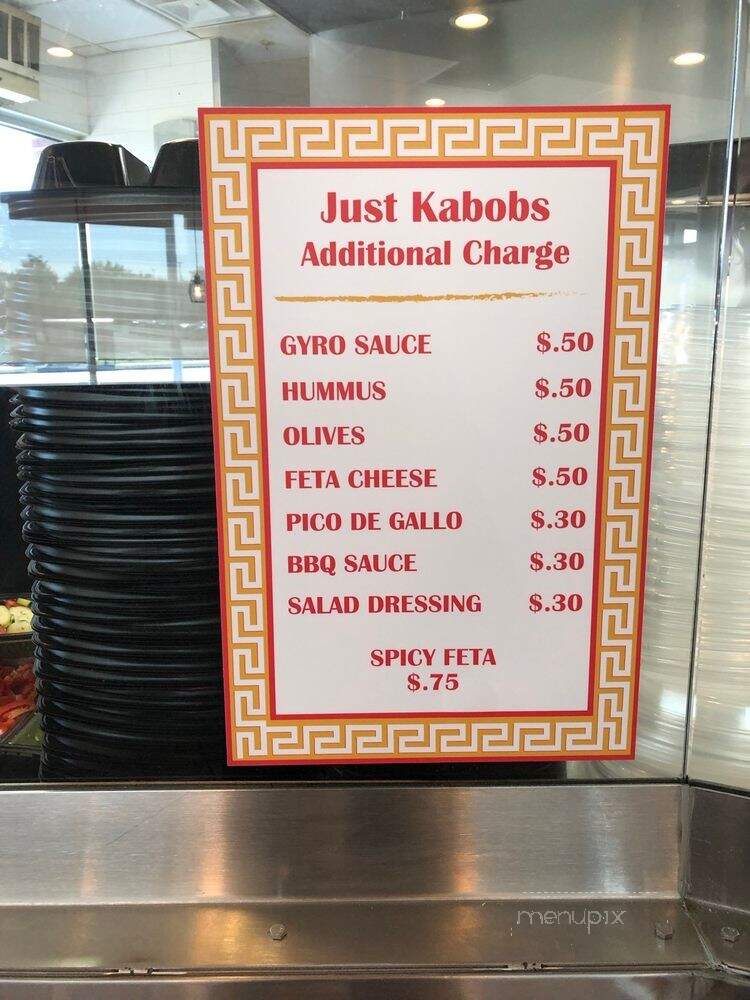 Just Kabobs
Additional Charge
GYRO SAUCE $.50
HUMMUS $.50
OLIVES $.50
FETA CHEESE $.50
PICO DE GALLO $.30
BBQ SAUCE $.30
SALAD DRESSING $.30
SPICY FETA
$.75
menupix